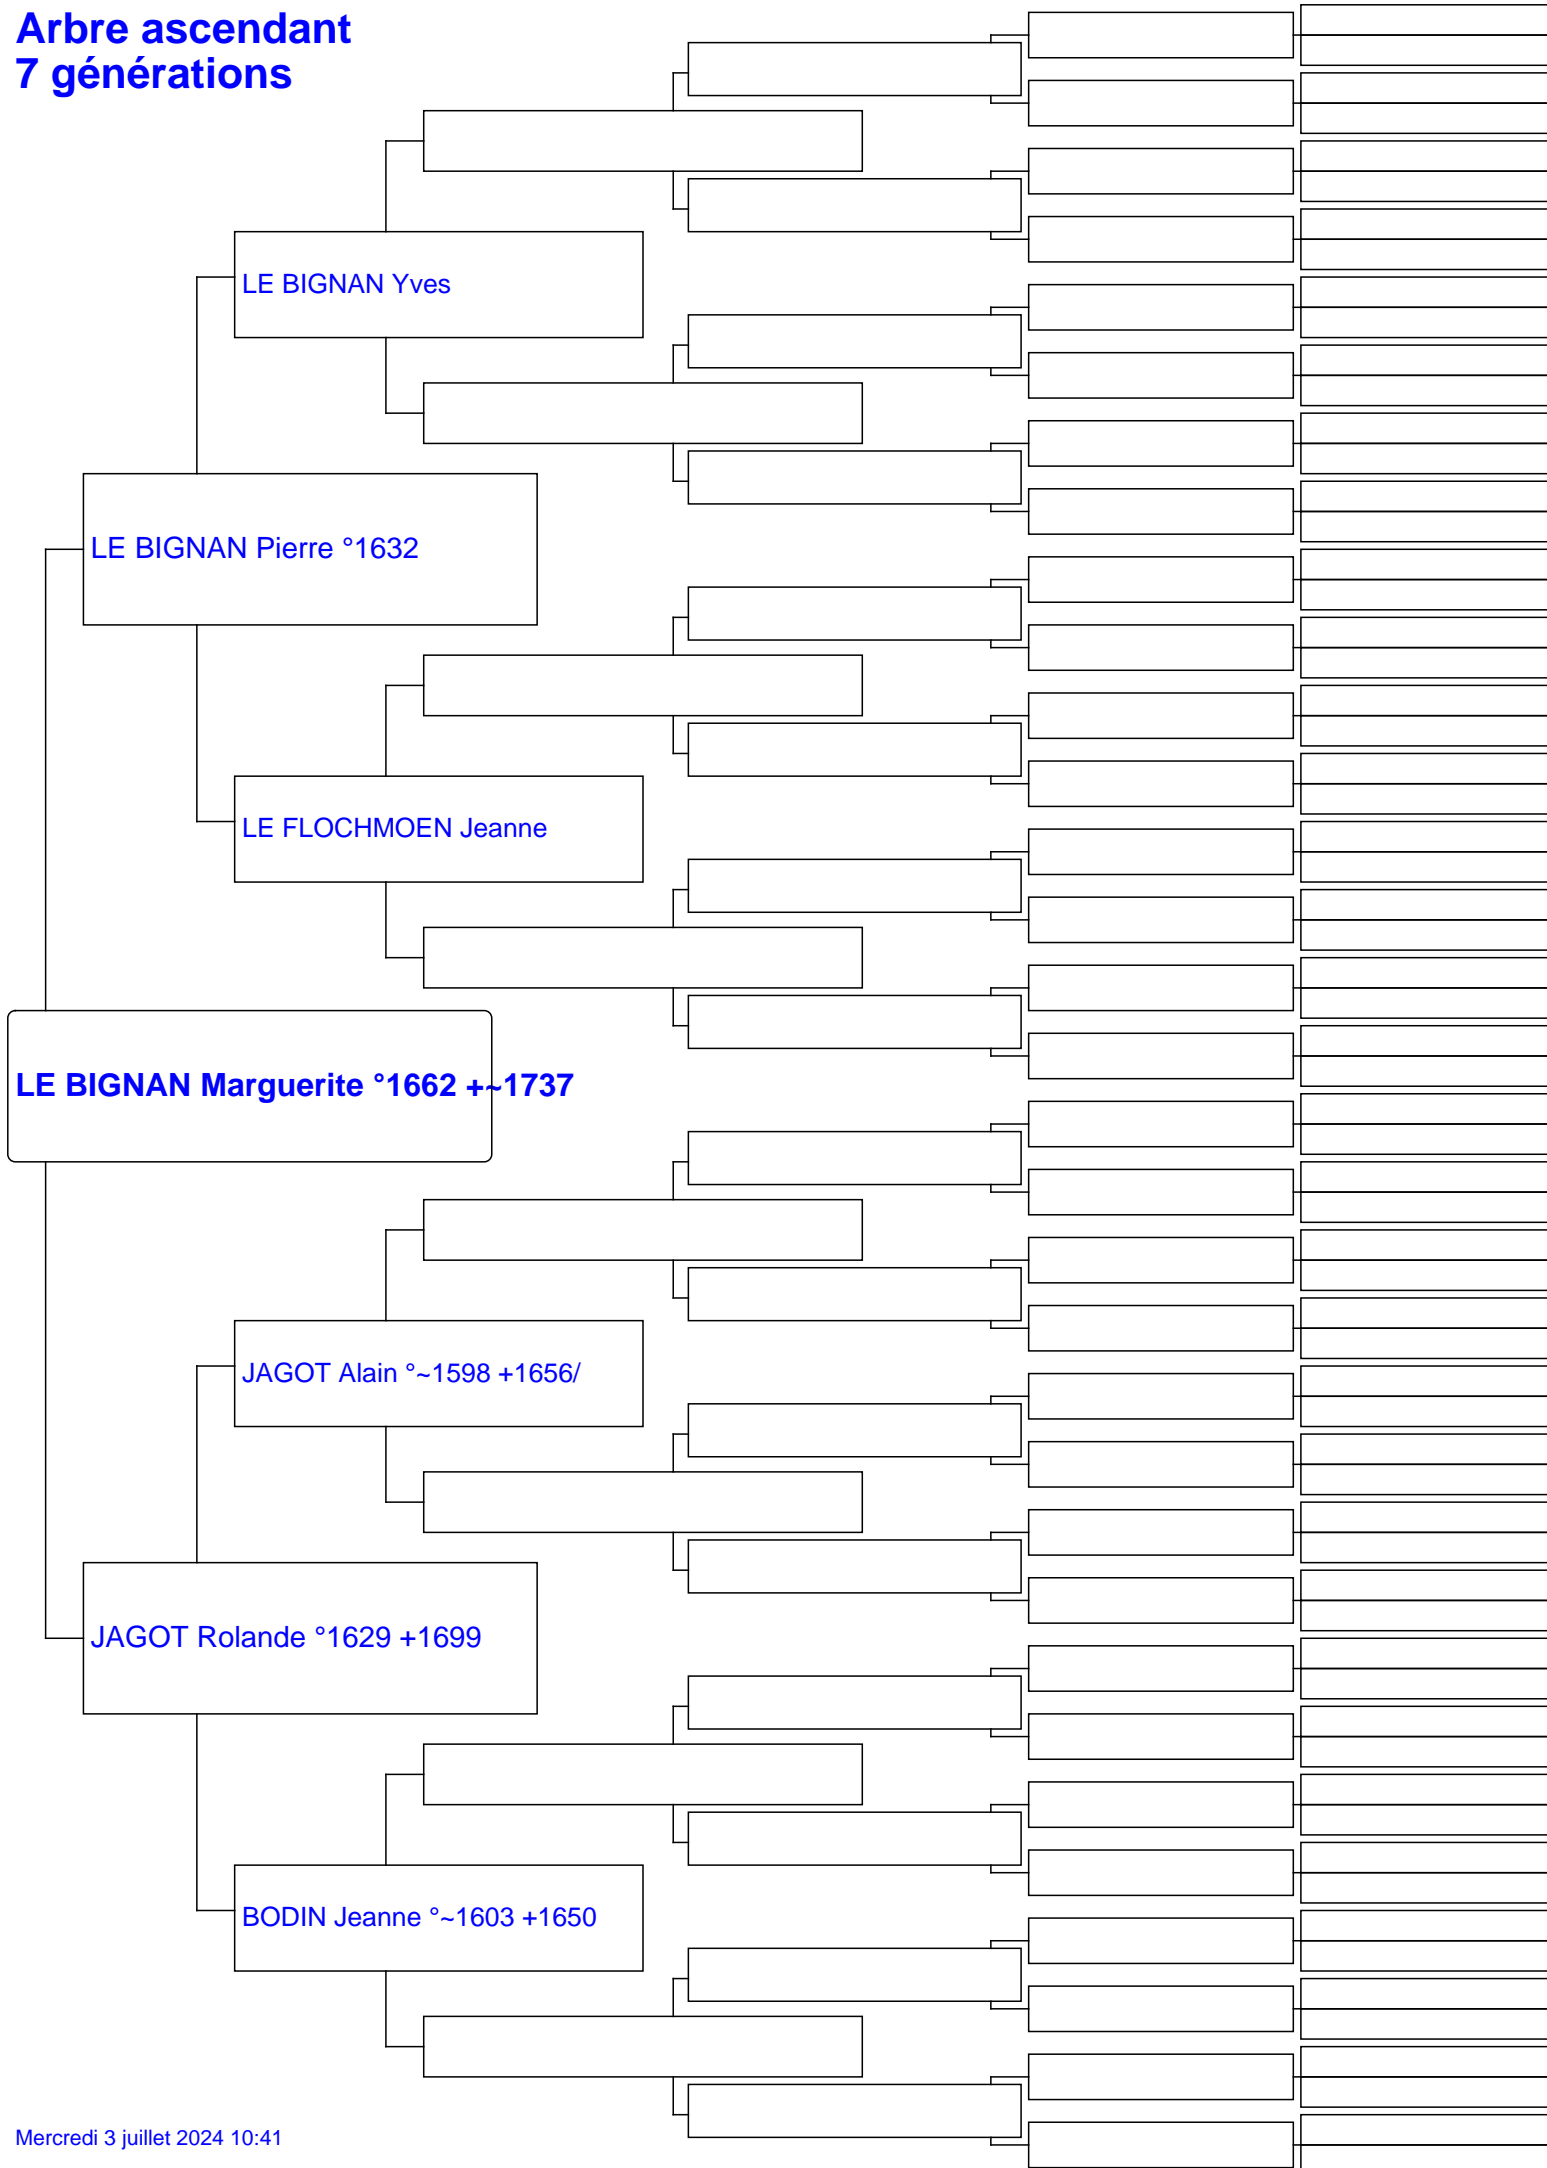 Arbre ascendant
7 générations
LE BIGNAN Yves
LE BIGNAN Pierre °1632
LE FLOCHMOEN Jeanne
LE BIGNAN Marguerite °1662 +~1737
JAGOT Alain °~1598 +1656/
JAGOT Rolande °1629 +1699
BODIN Jeanne °~1603 +1650
Mercredi 3 juillet 2024 10:41